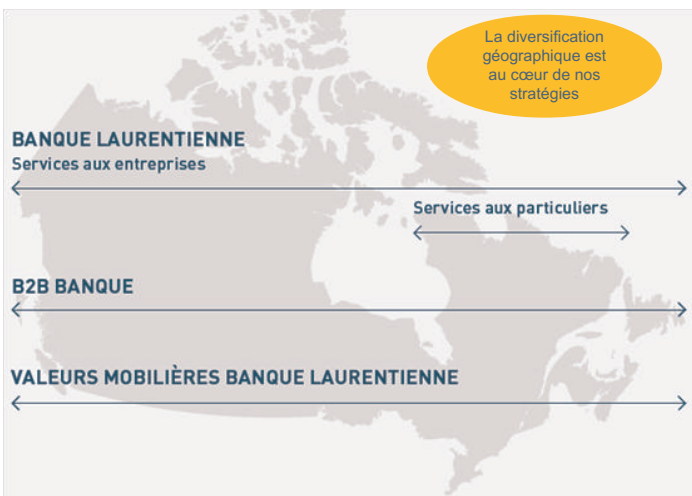 La diversification
géographique est
au cœur de nos
stratégies
BANQUE LAURENTIENNE
Services aux entreprises
Services aux particuliers
B2B BANQUE
VALEURS MOBILIÈRES BANQUE LAURENTIENNE